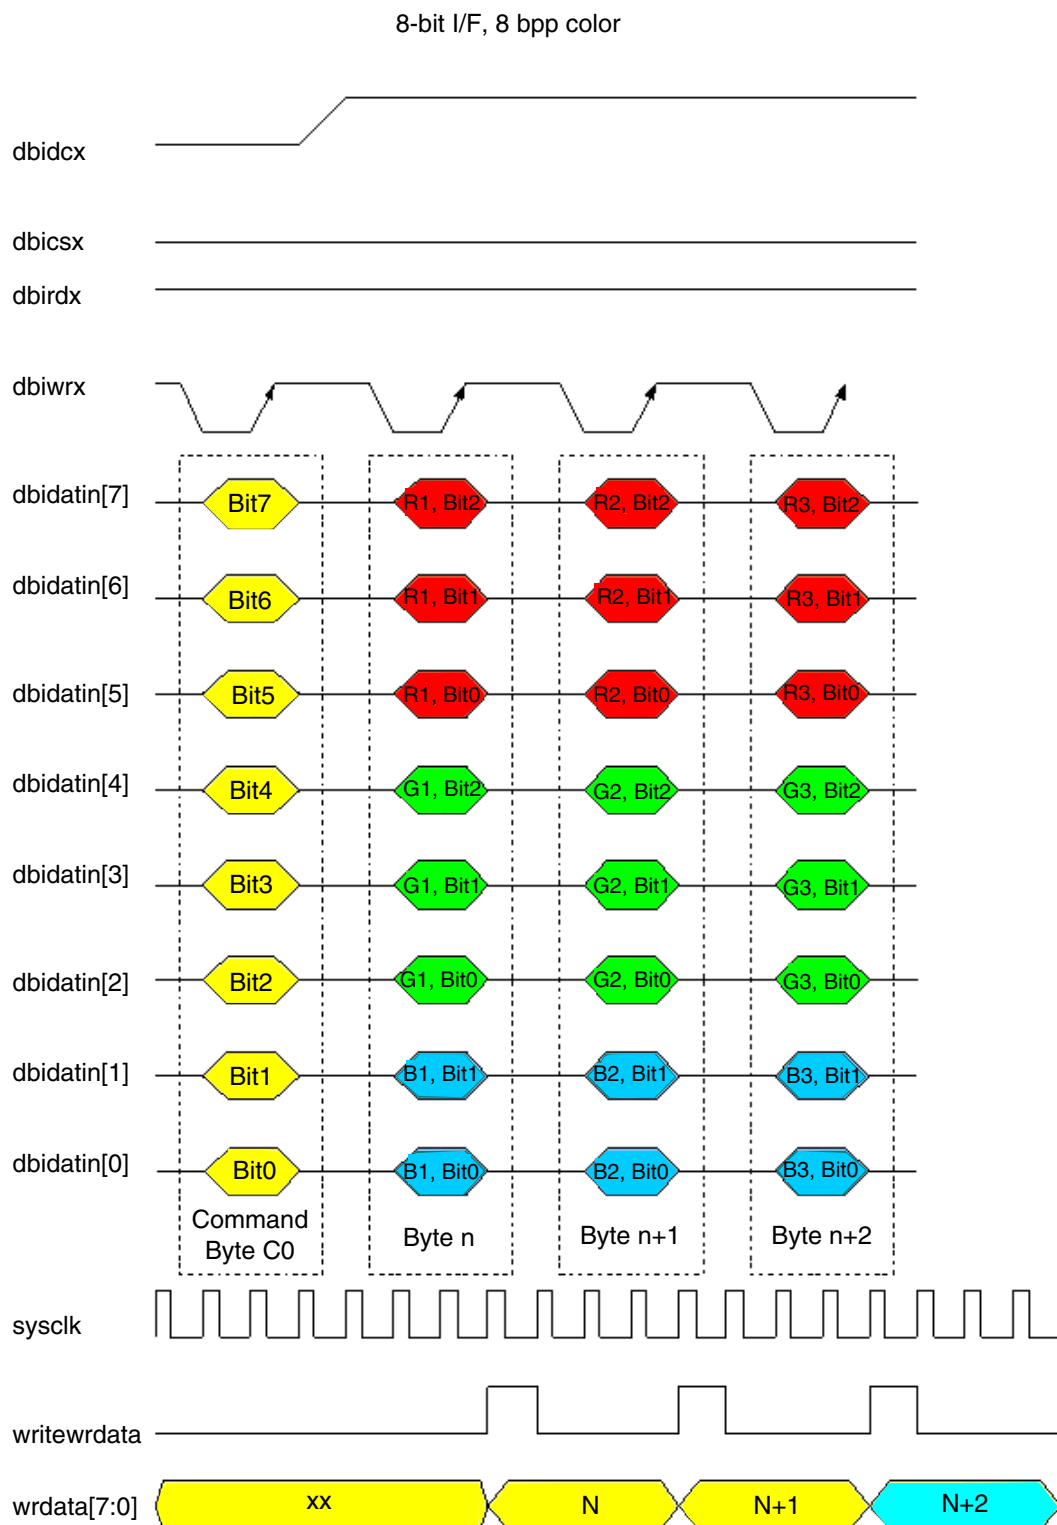 8-bit I/F, 8 bpp color
dbidcx
dbicsx
dbirdx
dbiwrx
dbidatin[7] Bit7 R1, Bit2 R2, Bit2 R3, Bit2
dbidatin[6] Bit6 R1, Bit1 R2, Bit1 R3, Bit1
dbidatin[5] Bit5 R1, Bit0 R2, Bit0 R3, Bit0
dbidatin[4] Bit4 G1, Bit2 G2, Bit2 G3, Bit2
dbidatin[3] Bit3 G1, Bit1 G2, Bit1 G3, Bit1
dbidatin[2] Bit2 G1, Bit0 G2, Bit0 G3, Bit0
dbidatin[1] Bit1 B1, Bit1 B2, Bit1 B3, Bit1
dbidatin[0] Bit0 B1, Bit0 B2, Bit0 B3, Bit0
Command
Byte C0
Byte n
Byte n+1
Byte n+2
sysclk
writewrdata
wrdata[7:0] xx N N+1 N+2